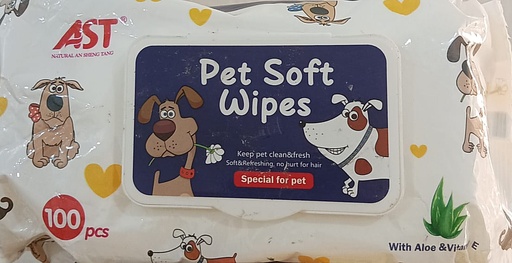 AST
NATURAL AN SHENG TANG
Pet Soft
Wipes
Keep pet clean&fresh
Soft&Refreshing, no hurt for hair
Special for pet
100 pcs
With Aloe &Vita E